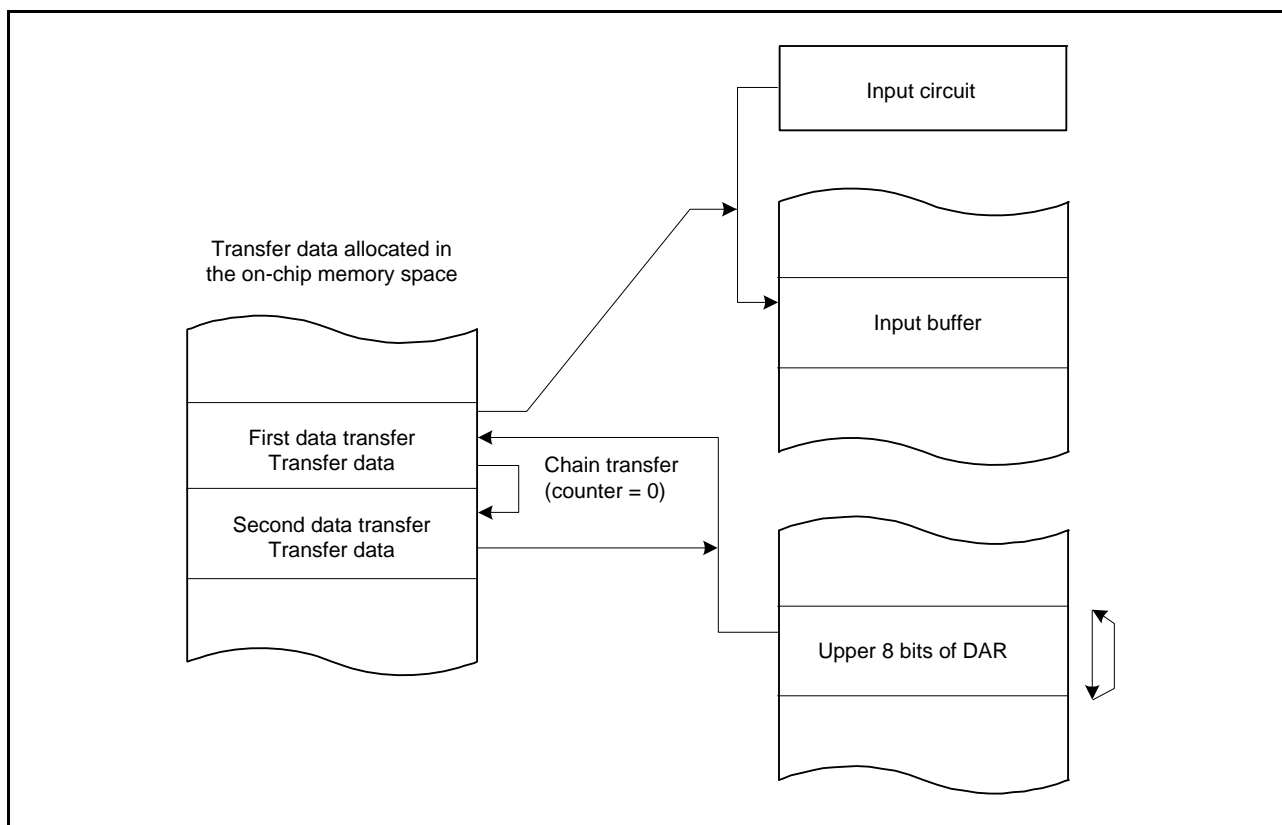 Input circuit
Transfer data allocated in
the on-chip memory space
Input buffer
First data transfer
Transfer data
Chain transfer
(counter = 0)
Second data transfer
Transfer data
Upper 8 bits of DAR